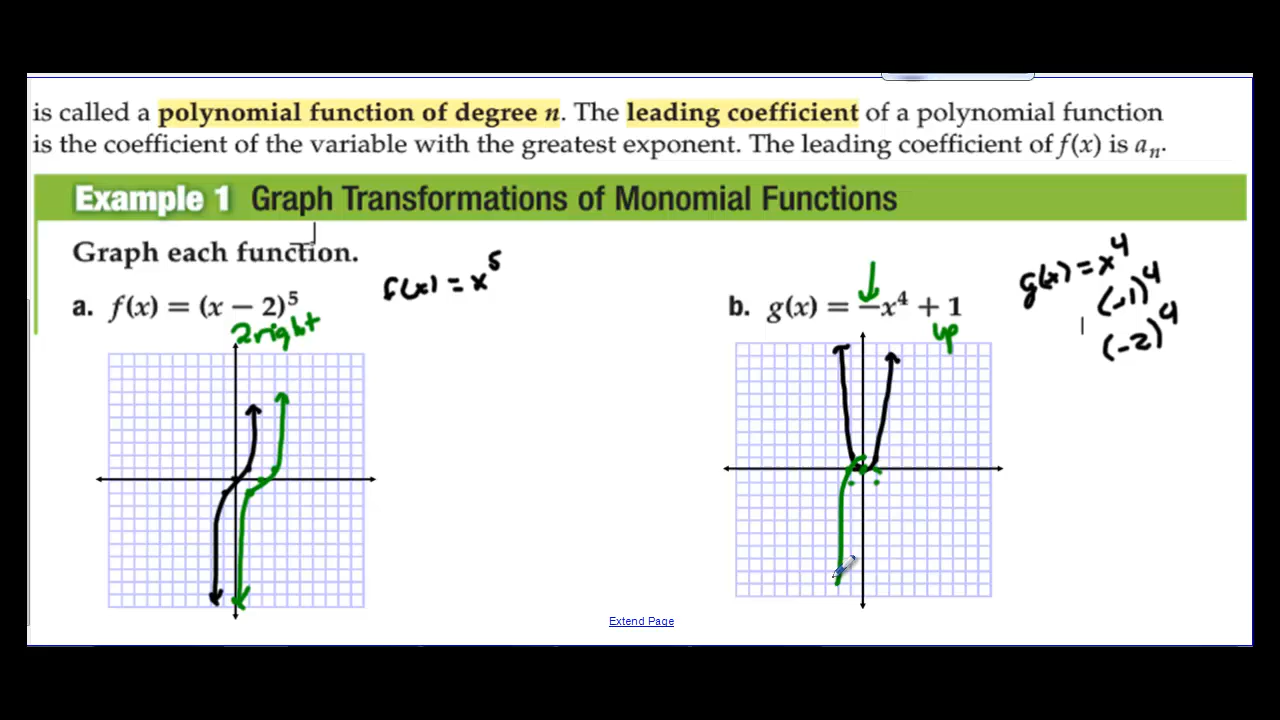 is called a polynomial function of degree n. The leading coefficient of a polynomial function
is the coefficient of the variable with the greatest exponent. The leading coefficient of f(x) is aₙ.
Example 1 Graph Transformations of Monomial Functions
Graph each function.
f(x) = x⁵
g(x) = x⁴
a. f(x) = (x − 2)⁵
b. g(x) = −x⁴ + 1
(-1)⁴
(-2)⁴
2 right
up
Extend Page